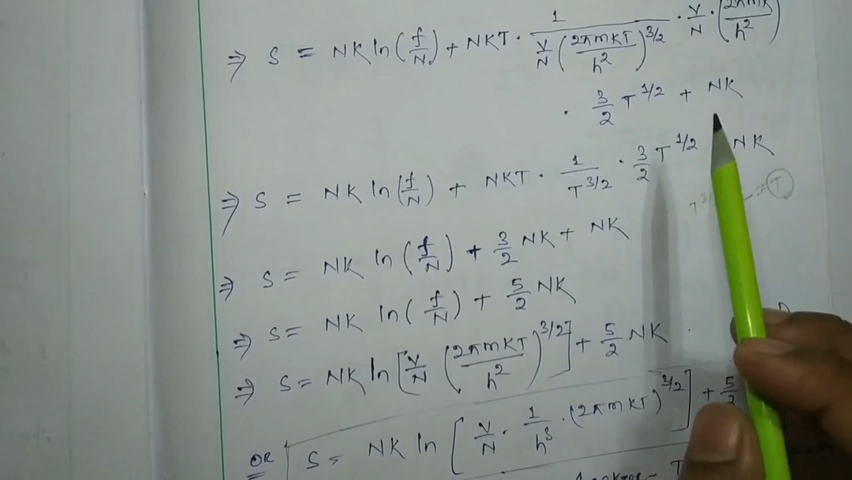 ⇒ S = NK ln(f/N) + NKT · 1/(V/N (2πmKT/h²)^3/2) · V/N · (2πmK/h²)
· 3/2 T^1/2 + NK
⇒ S = NK ln(f/N) + NKT · 1/T^3/2 · 3/2 T^1/2 NK
⇒ S = NK ln(f/N) + 3/2 NK + NK
⇒ S = NK ln(f/N) + 5/2 NK
⇒ S = NK ln[V/N (2πmKT/h²)^3/2] + 5/2 NK.
OR S = NK ln[V/N · 1/h³ · (2πmKT)^3/2] + 5/2